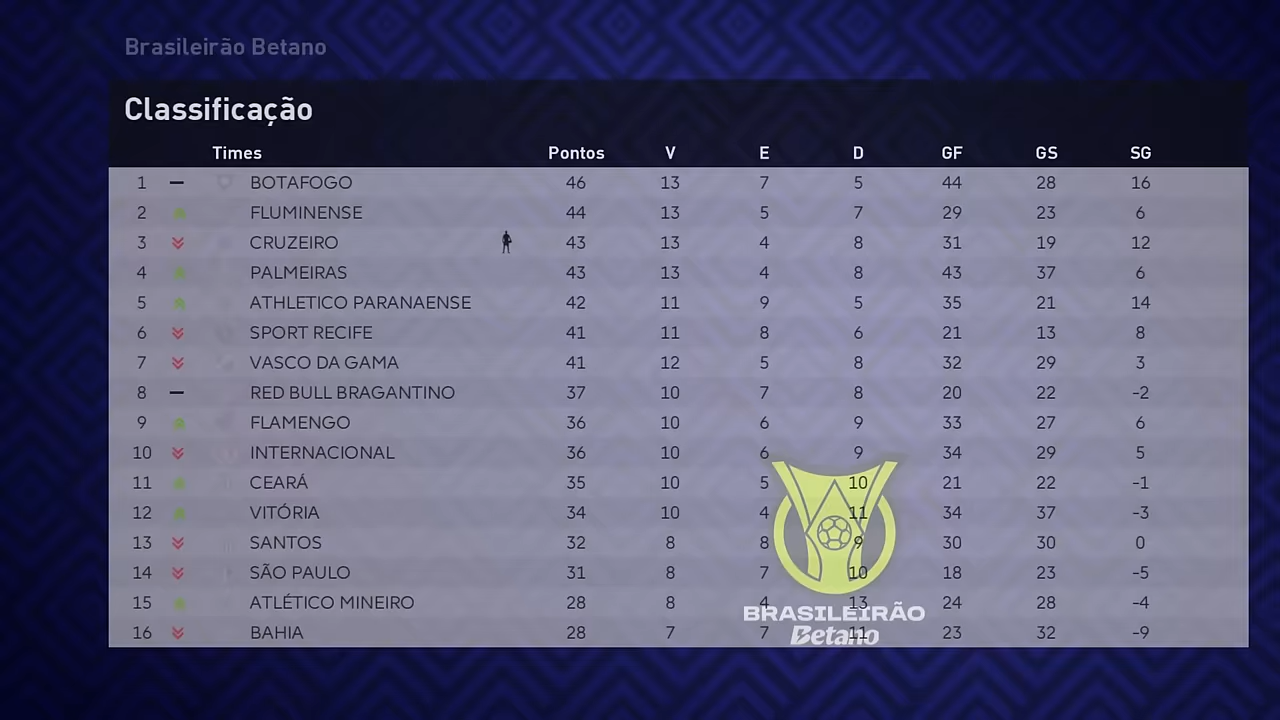 Brasileirão Betano
Classificação
Times Pontos V E D GF GS SG
1 BOTAFOGO 46 13 7 5 44 28 16
2 FLUMINENSE 44 13 5 7 29 23 6
3 CRUZEIRO 43 13 4 8 31 19 12
4 PALMEIRAS 43 13 4 8 43 37 6
5 ATHLETICO PARANAENSE 42 11 9 5 35 21 14
6 SPORT RECIFE 41 11 8 6 21 13 8
7 VASCO DA GAMA 41 12 5 8 32 29 3
8 RED BULL BRAGANTINO 37 10 7 8 20 22 -2
9 FLAMENGO 36 10 6 9 33 27 6
10 INTERNACIONAL 36 10 6 9 34 29 5
11 CEARÁ 35 10 5 10 21 22 -1
12 VITÓRIA 34 10 4 11 34 37 -3
13 SANTOS 32 8 8 9 30 30 0
14 SÃO PAULO 31 8 7 10 18 23 -5
15 ATLÉTICO MINEIRO 28 8 4 13 24 28 -4
BRASILEIRÃO
16 BAHIA 28 7 7 11 23 32 -9
Betano